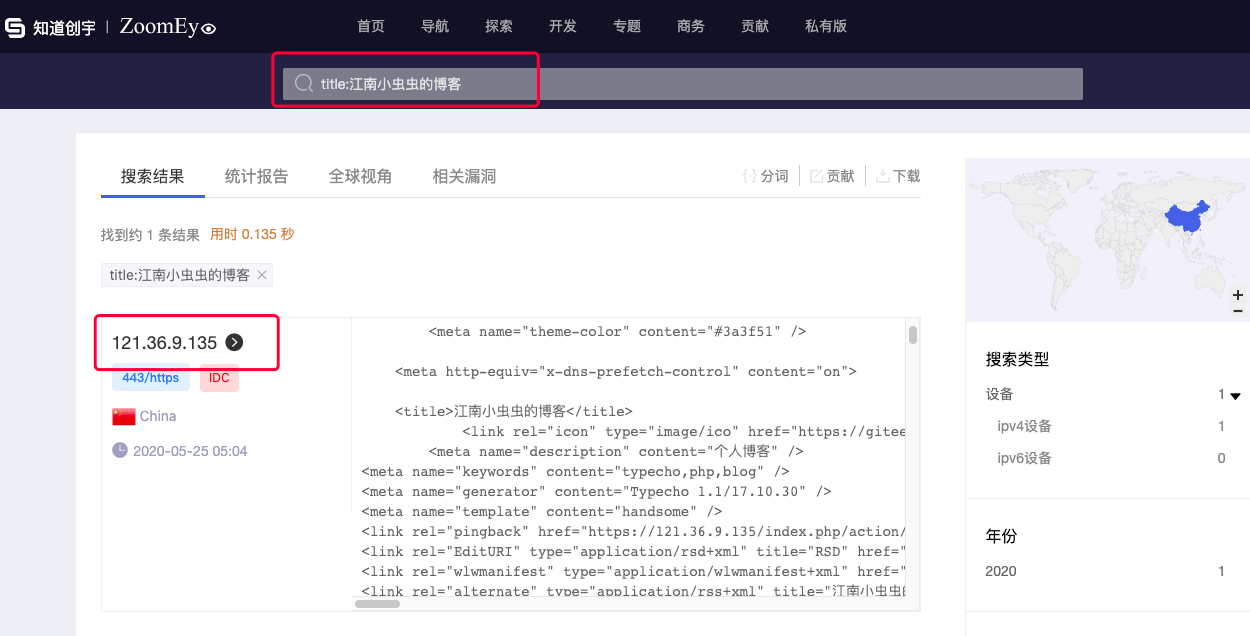 知道创宇 | ZoomEye 首页 导航 探索 开发 专题 商务 贡献 私有版
title:江南小虫虫的博客
搜索结果 统计报告 全球视角 相关漏洞 分词 贡献 下载
找到约 1 条结果 用时 0.135 秒
title:江南小虫虫的博客 ×
121.36.9.135
443/https IDC
China
2020-05-25 05:04
<meta name="theme-color" content="#3a3f51" />
<meta http-equiv="x-dns-prefetch-control" content="on">
<title>江南小虫虫的博客</title>
<link rel="icon" type="image/ico" href="https://gitee
<meta name="description" content="个人博客" />
<meta name="keywords" content="typecho,php,blog" />
<meta name="generator" content="Typecho 1.1/17.10.30" />
<meta name="template" content="handsome" />
<link rel="pingback" href="https://121.36.9.135/index.php/action/
<link rel="EditURI" type="application/rsd+xml" title="RSD" href="
<link rel="wlwmanifest" type="application/wlwmanifest+xml" href="
<link rel="alternate" type="application/rss+xml" title="江南小虫虫的
+
−
搜索类型
设备 1
ipv4设备 1
ipv6设备 0
年份
2020 1